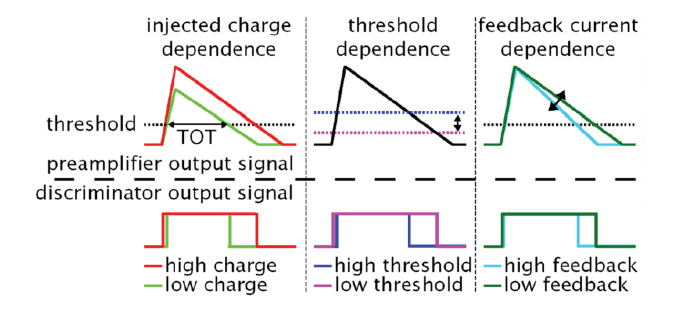 injected charge
dependence
threshold
dependence
feedback current
dependence
threshold
TOT
preamplifier output signal
discriminator output signal
high charge
low charge
high threshold
low threshold
high feedback
low feedback